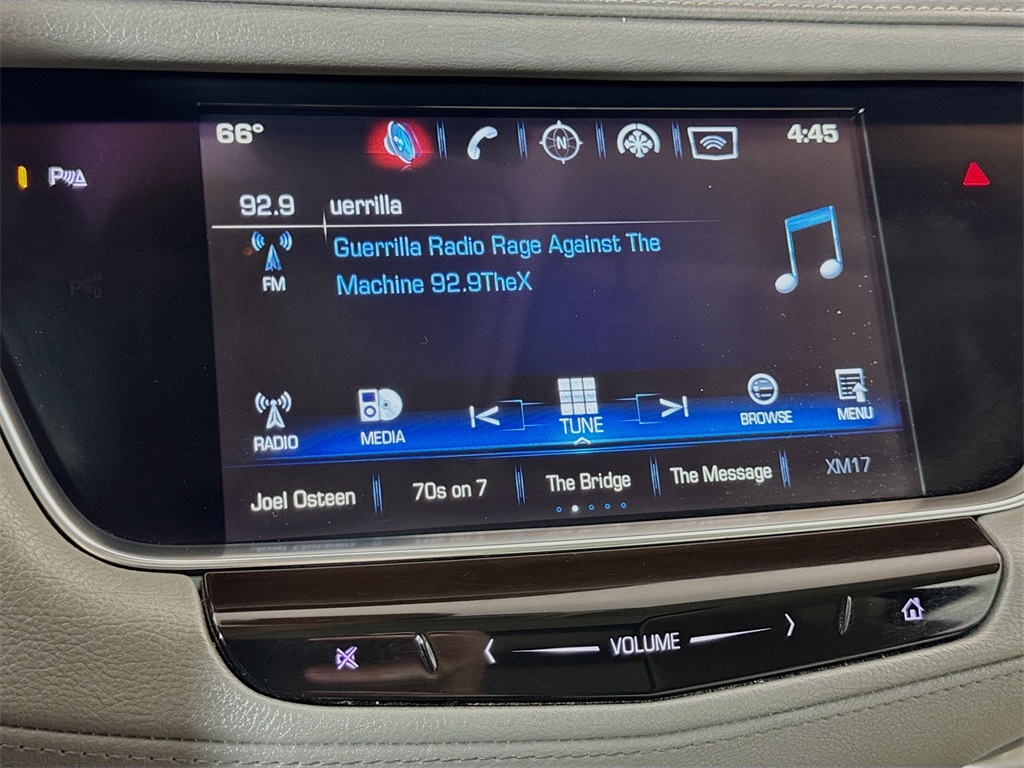 66° N 4:45
P
92.9 uerrilla
Guerrilla Radio Rage Against The
Machine 92.9TheX
FM
RADIO MEDIA TUNE BROWSE MENU
Joel Osteen 70s on 7 The Bridge The Message XM17
VOLUME